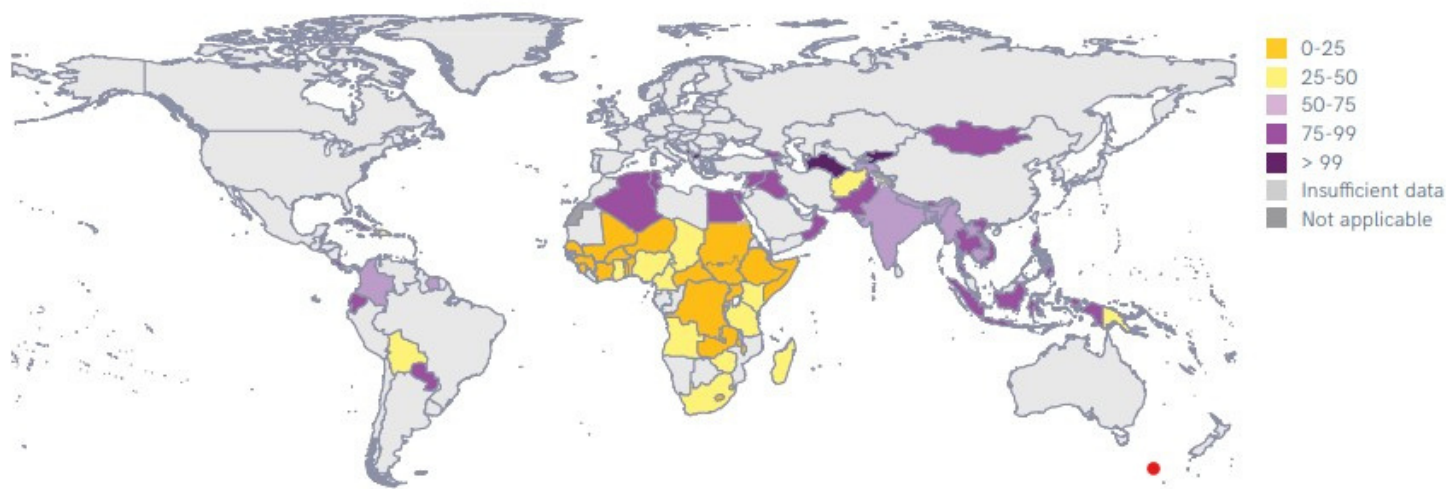 0-25
25-50
50-75
75-99
> 99
Insufficient data
Not applicable